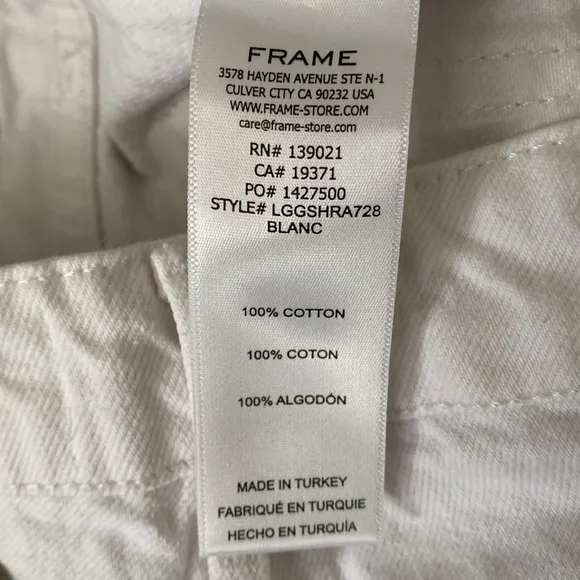 FRAME
3578 HAYDEN AVENUE STE N-1
CULVER CITY CA 90232 USA
WWW.FRAME-STORE.COM
care@frame-store.com
RN# 139021
CA# 19371
PO# 1427500
STYLE# LGGSHRA728
BLANC
100% COTTON
100% COTON
100% ALGODÓN
MADE IN TURKEY
FABRIQUÉ EN TURQUIE
HECHO EN TURQUÍA